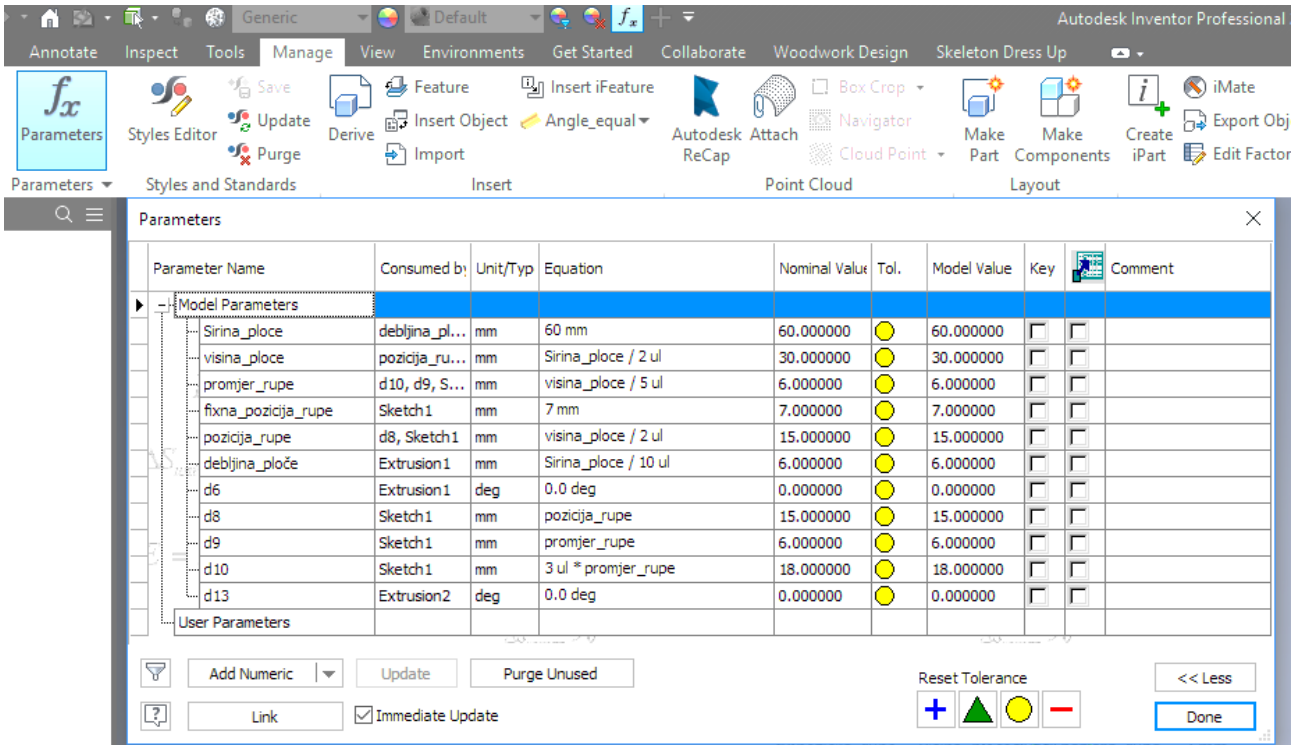 Generic Default fx Autodesk Inventor Professional
Annotate Inspect Tools Manage View Environments Get Started Collaborate Woodwork Design Skeleton Dress Up
fx Parameters
Styles Editor
Save
Update
Purge
Derive
Feature
Insert Object
Import
Insert iFeature
Angle_equal
Autodesk ReCap
Attach
Box Crop
Navigator
Cloud Point
Make Part
Make Components
Create iPart
iMate
Export Obj
Edit Factor
Parameters Styles and Standards Insert Point Cloud Layout
Parameters
Parameter Name Consumed by Unit/Typ Equation Nominal Value Tol. Model Value Key Comment
Model Parameters
Sirina_ploce debljina_pl... mm 60 mm 60.000000 60.000000
visina_ploce pozicija_ru... mm Sirina_ploce / 2 ul 30.000000 30.000000
promjer_rupe d10, d9, S... mm visina_ploce / 5 ul 6.000000 6.000000
fixna_pozicija_rupe Sketch1 mm 7 mm 7.000000 7.000000
pozicija_rupe d8, Sketch1 mm visina_ploce / 2 ul 15.000000 15.000000
debljina_ploče Extrusion1 mm Sirina_ploce / 10 ul 6.000000 6.000000
d6 Extrusion1 deg 0.0 deg 0.000000 0.000000
d8 Sketch1 mm pozicija_rupe 15.000000 15.000000
d9 Sketch1 mm promjer_rupe 6.000000 6.000000
d10 Sketch1 mm 3 ul * promjer_rupe 18.000000 18.000000
d13 Extrusion2 deg 0.0 deg 0.000000 0.000000
User Parameters
Add Numeric Update Purge Unused Reset Tolerance << Less
Link Immediate Update Done